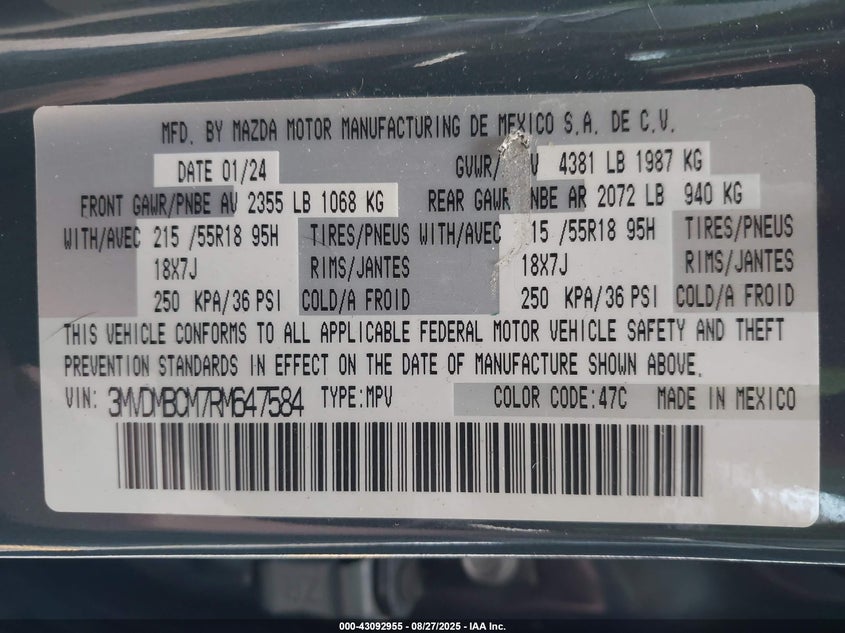 MFD. BY MAZDA MOTOR MANUFACTURING DE MEXICO S.A. DE C.V.
DATE 01/24 GVWR/ V 4381 LB 1987 KG
FRONT GAWR/PNBE AV 2355 LB 1068 KG REAR GAWR NBE AR 2072 LB 940 KG
WITH/AVEC 215 /55R18 95H TIRES/PNEUS WITH/AVEC 15 /55R18 95H TIRES/PNEUS
18X7J RIMS/JANTES 18X7J RIMS/JANTES
250 KPA/36 PSI COLD/A FROID 250 KPA/36 PSI COLD/A FROID
THIS VEHICLE CONFORMS TO ALL APPLICABLE FEDERAL MOTOR VEHICLE SAFETY AND THEFT
PREVENTION STANDARDS IN EFFECT ON THE DATE OF MANUFACTURE SHOWN ABOVE.
VIN: 3MVDMBCM7RM647584 TYPE:MPV COLOR CODE:47C MADE IN MEXICO
000-43092955 - 08/27/2025 - IAA Inc.